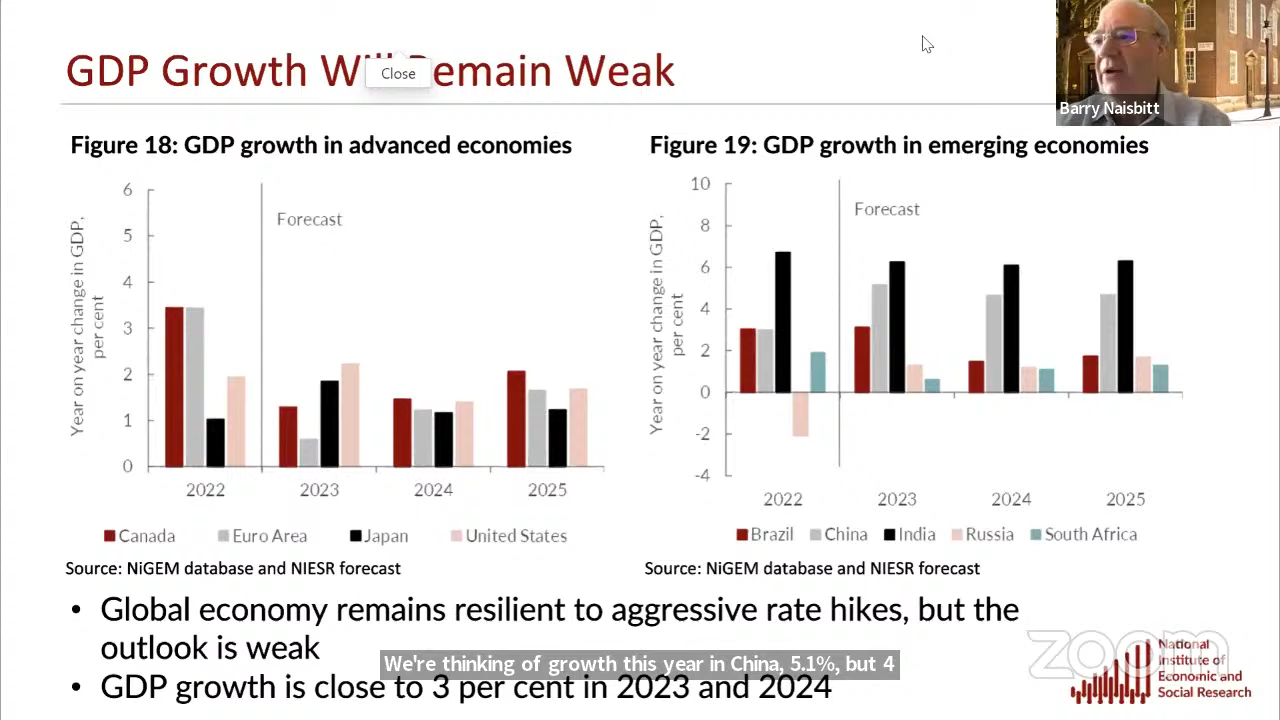 GDP Growth W Remain Weak
Close
Barry Naisbitt
Figure 18: GDP growth in advanced economies
Figure 19: GDP growth in emerging economies
Year on year change in GDP,
per cent
6
5
4
3
2
1
0
Forecast
2022
2023
2024
2025
Canada
Euro Area
Japan
United States
Year on year change in GDP,
per cent
10
8
6
4
2
0
-2
-4
Forecast
2022
2023
2024
2025
Brazil
China
India
Russia
South Africa
Source: NiGEM database and NIESR forecast
Source: NiGEM database and NIESR forecast
• Global economy remains resilient to aggressive rate hikes, but the
outlook is weak
We're thinking of growth this year in China, 5.1%, but 4
• GDP growth is close to 3 per cent in 2023 and 2024
zoom
National
Institute of
Economic and
Social Research